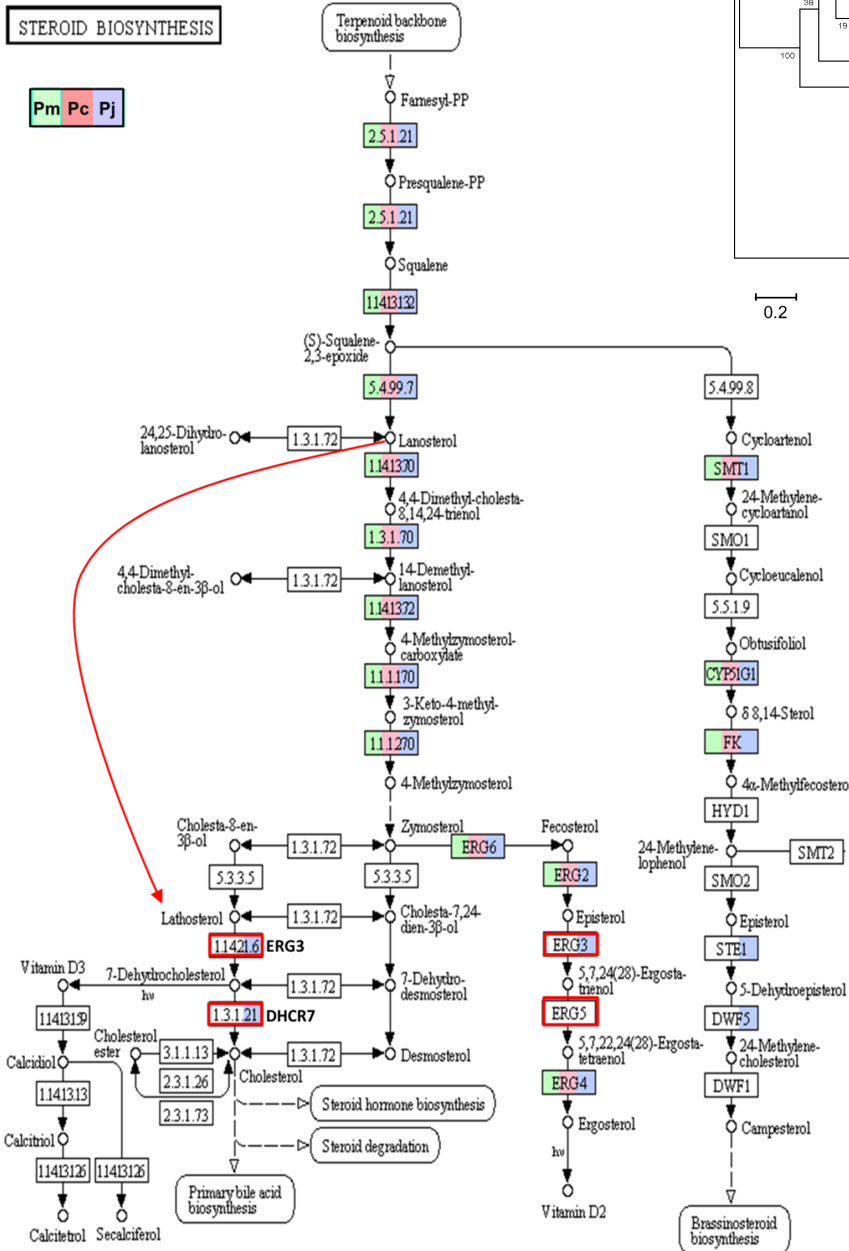 STEROID BIOSYNTHESIS
Pm Pc Pj
Terpenoid backbone
biosynthesis
38
19
100
0.2
Farnesyl-PP
2.5.1.21
Presqualene-PP
2.5.1.21
Squalene
1.14.13.132
(S)-Squalene-
2,3-epoxide
5.4.99.7
5.4.99.8
24,25-Dihydro-
lanosterol
1.3.1.72
Lanosterol
Cycloartenol
1.14.13.70
SMT1
4,4-Dimethyl-cholesta-
8,14,24-trienol
24-Methylene-
cycloartanol
1.3.1.70
SMO1
4,4-Dimethyl-
cholesta-8-en-3β-ol
1.3.1.72
14-Demethyl-
lanosterol
Cycloeucalenol
1.14.13.72
5.5.1.9
4-Methylzymosterol-
carboxylate
Obtusifoliol
1.1.1.170
CYP51G1
3-Keto-4-methyl-
zymosterol
δ 8,14-Sterol
1.1.1.270
FK
4-Methylzymosterol
4α-Methylfecostero
HYD1
Cholesta-8-en-
3β-ol
1.3.1.72
Zymosterol
ERG6
Fecosterol
24-Methylene-
lophenol
SMT2
5.3.3.5
5.3.3.5
ERG2
SMO2
Lathosterol
1.3.1.72
Cholesta-7,24-
dien-3β-ol
Episterol
Episterol
1.14.21.6 ERG3
ERG3
STE1
Vitamin D3
7-Dehydrocholesterol
hν
1.3.1.72
7-Dehydro-
desmosterol
5,7,24(28)-Ergosta-
trienol
5-Dehydroepisterol
1.14.13.159
1.3.1.21 DHCR7
ERG5
DWF5
Calcidiol
Cholesterol
ester
3.1.1.13
Cholesterol
1.3.1.72
Desmosterol
5,7,22,24(28)-Ergosta-
tetraenol
24-Methylene-
cholesterol
1.14.13.13
2.3.1.26
2.3.1.73
ERG4
DWF1
Steroid hormone biosynthesis
Calcitriol
Steroid degradation
Ergosterol
Campesterol
1.14.13.126
1.14.13.126
hν
Calcitetrol
Secalciferol
Primary bile acid
biosynthesis
Vitamin D2
Brassinosteroid
biosynthesis